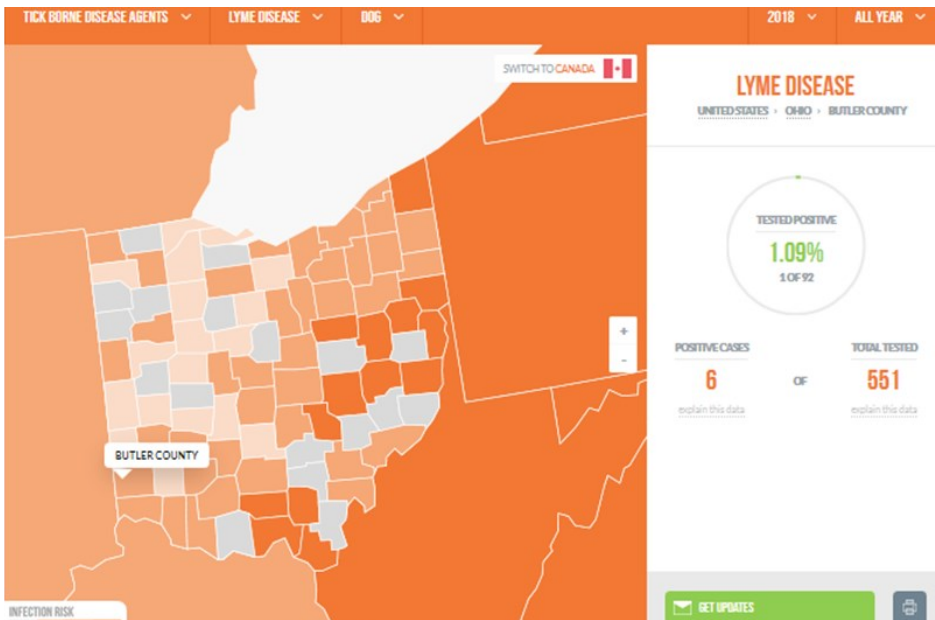 TICK BORNE DISEASE AGENTS
LYME DISEASE
DOG
2018
ALL YEAR
SWITCH TO CANADA
LYME DISEASE
UNITED STATES › OHIO › BUTLER COUNTY
TESTED POSITIVE
1.09%
1 OF 92
+
-
POSITIVE CASES
TOTAL TESTED
6 OF 551
explain this data
explain this data
BUTLER COUNTY
INFECTION RISK
GET UPDATES